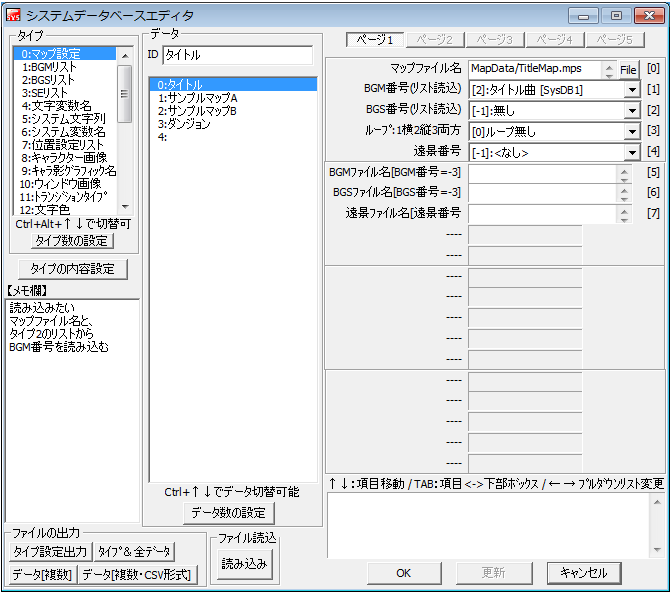 システムデータベースエディタ
タイプ
0:マップ設定
1:BGMリスト
2:BGSリスト
3:SEリスト
4:文字変数名
5:システム文字列
6:システム変数名
7:位置設定リスト
8:キャラクター画像
9:キャラ影グラフィック名
10:ウィンドウ画像
11:トランジションタイプ
12:文字色
Ctrl+Alt+↑↓で切替可
タイプ数の設定
タイプの内容設定
【メモ欄】
読み込みたい
マップファイル名と、
タイプ2のリストから
BGM番号を読み込む
ファイルの出力
タイプ設定出力 タイプ&全データ
データ[複数] データ[複数・CSV形式]
データ
ID タイトル
0:タイトル
1:サンプルマップA
2:サンプルマップB
3:ダンジョン
4:
Ctrl+↑↓でデータ切替可能
データ数の設定
ファイル読込
読み込み
ページ1 ページ2 ページ3 ページ4 ページ5
マップファイル名 MapData/TitleMap.mps File [0]
BGM番号(リスト読込) [2]:タイトル曲 [SysDB1] [1]
BGS番号(リスト読込) [-1]:無し [2]
ループ:1横2縦3両方 [0]ループ無し [3]
遠景番号 [-1]:<なし> [4]
BGMファイル名[BGM番号=-3] [5]
BGSファイル名[BGS番号=-3] [6]
遠景ファイル名[遠景番号 [7]
----
----
----
----
----
----
----
----
----
----
----
----
↑↓:項目移動 / TAB:項目<->下部ボックス / ←→ プルダウンリスト変更
OK 更新 キャンセル